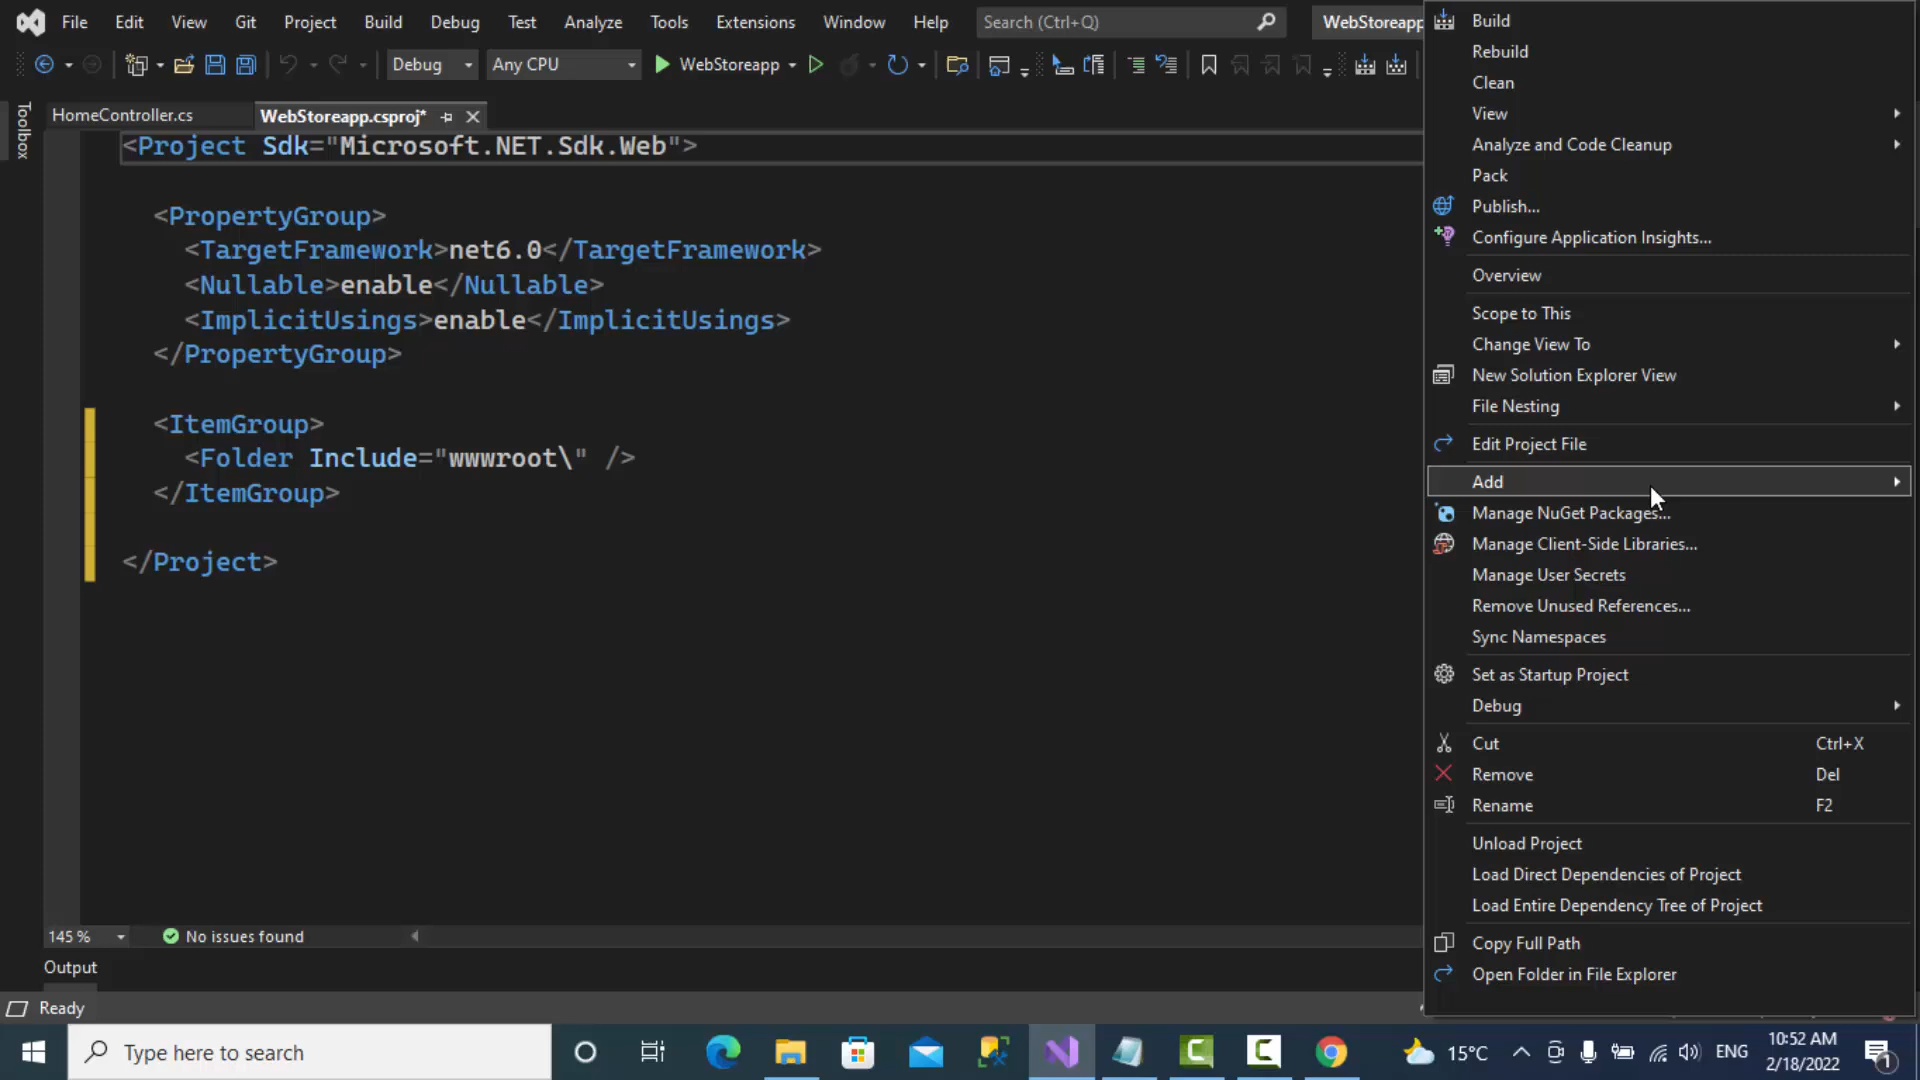 File Edit View Git Project Build Debug Test Analyze Tools Extensions Window Help Search (Ctrl+Q) WebStoreapp
Debug Any CPU WebStoreapp
Toolbox
HomeController.cs WebStoreapp.csproj*
<Project Sdk="Microsoft.NET.Sdk.Web">
<PropertyGroup>
<TargetFramework>net6.0</TargetFramework>
<Nullable>enable</Nullable>
<ImplicitUsings>enable</ImplicitUsings>
</PropertyGroup>
<ItemGroup>
<Folder Include="wwwroot\" />
</ItemGroup>
</Project>
145 % No issues found
Output
Ready
Build
Rebuild
Clean
View
Analyze and Code Cleanup
Pack
Publish...
Configure Application Insights...
Overview
Scope to This
Change View To
New Solution Explorer View
File Nesting
Edit Project File
Add
Manage NuGet Packages...
Manage Client-Side Libraries...
Manage User Secrets
Remove Unused References...
Sync Namespaces
Set as Startup Project
Debug
Cut Ctrl+X
Remove Del
Rename F2
Unload Project
Load Direct Dependencies of Project
Load Entire Dependency Tree of Project
Copy Full Path
Open Folder in File Explorer
Type here to search
15°C ENG
10:52 AM
2/18/2022
1